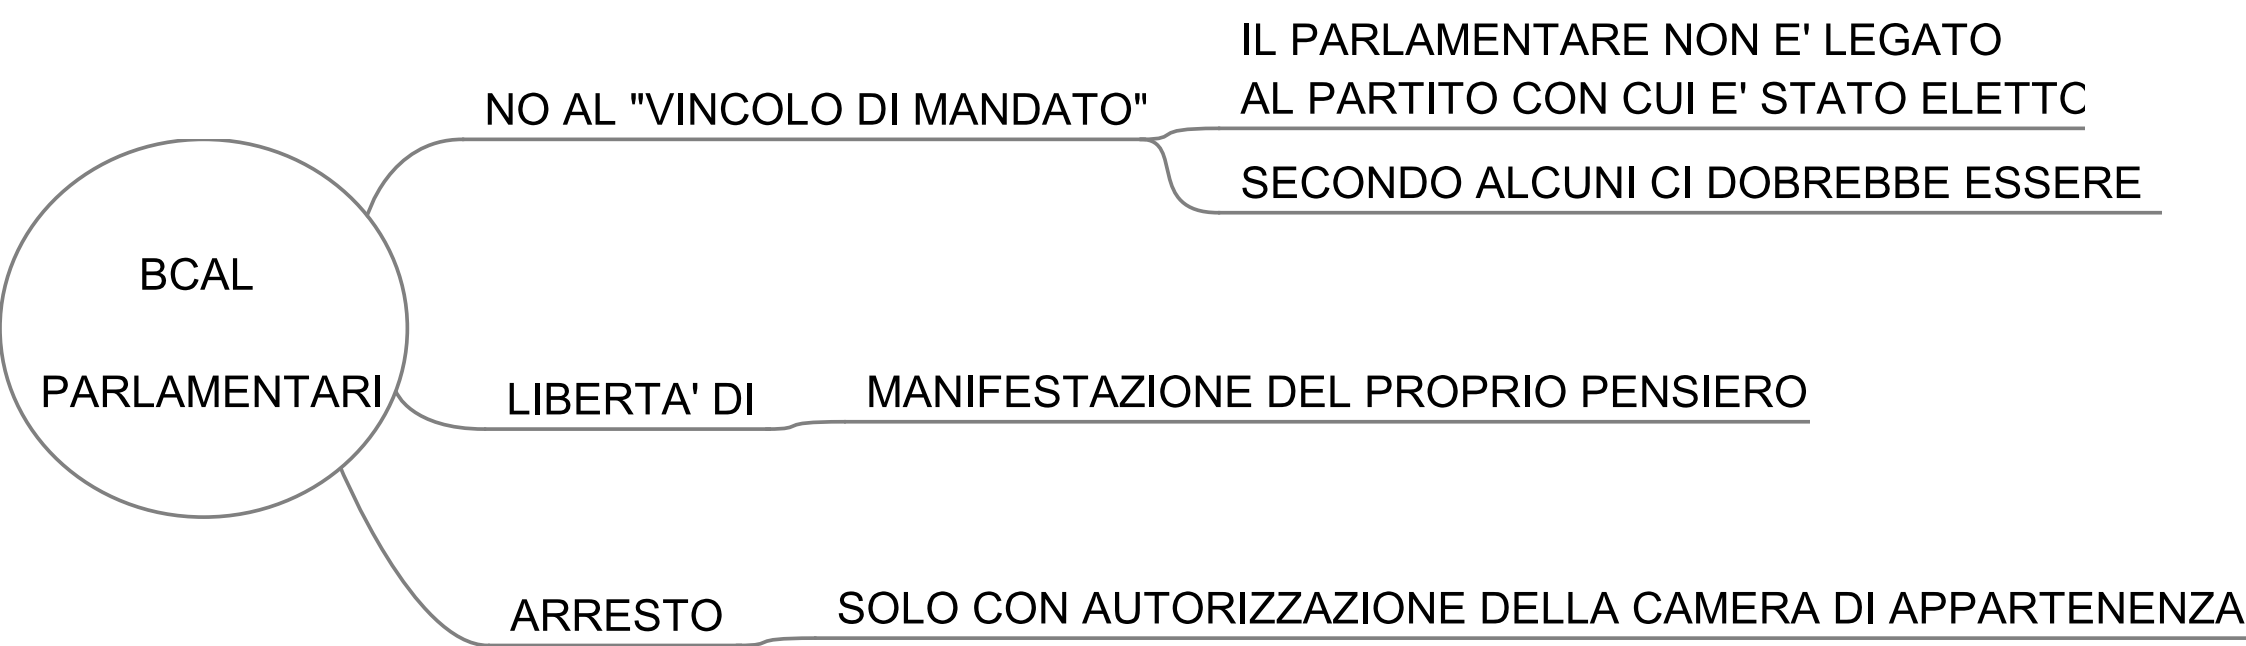 BCAL
PARLAMENTARI
NO AL "VINCOLO DI MANDATO"
IL PARLAMENTARE NON E' LEGATO
AL PARTITO CON CUI E' STATO ELETTO
SECONDO ALCUNI CI DOBREBBE ESSERE
LIBERTA' DI
MANIFESTAZIONE DEL PROPRIO PENSIERO
ARRESTO
SOLO CON AUTORIZZAZIONE DELLA CAMERA DI APPARTENENZA